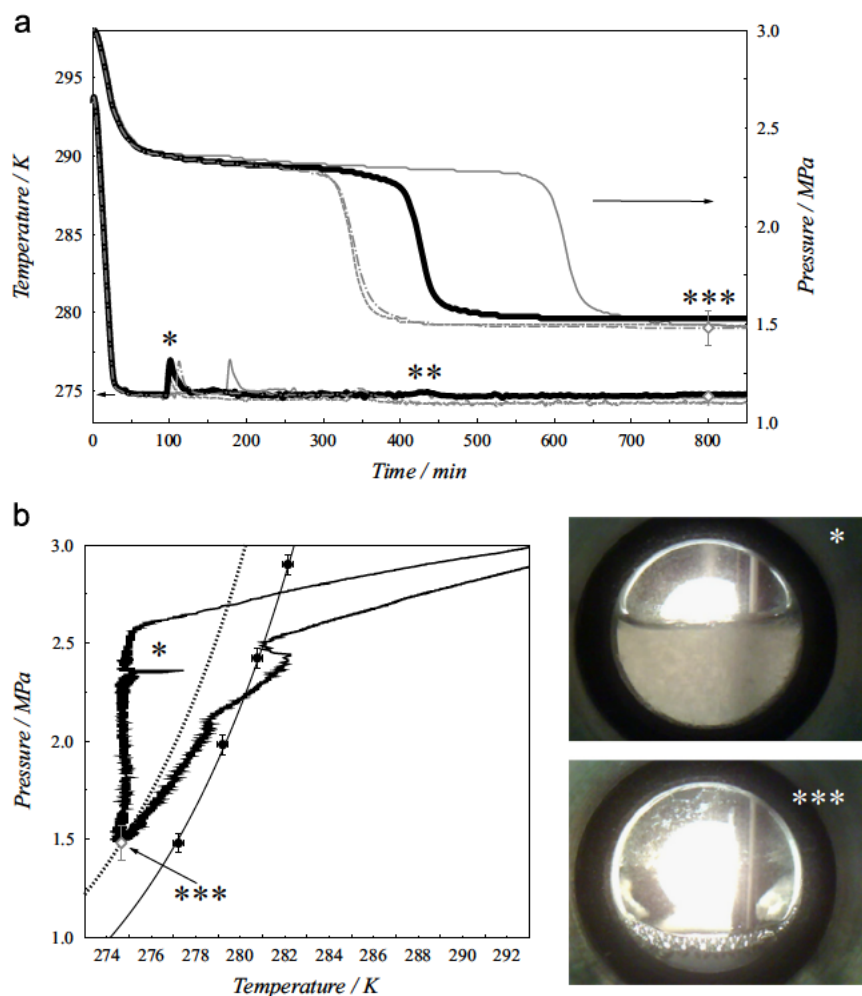 a
295
290
285
280
275
Temperature / K
3.0
2.5
2.0
1.5
1.0
Pressure / MPa
*
**
***
0 100 200 300 400 500 600 700 800
Time / min
b
3.0
2.5
2.0
1.5
1.0
Pressure / MPa
*
***
274 276 278 280 282 284 286 288 290 292
Temperature / K
*
***